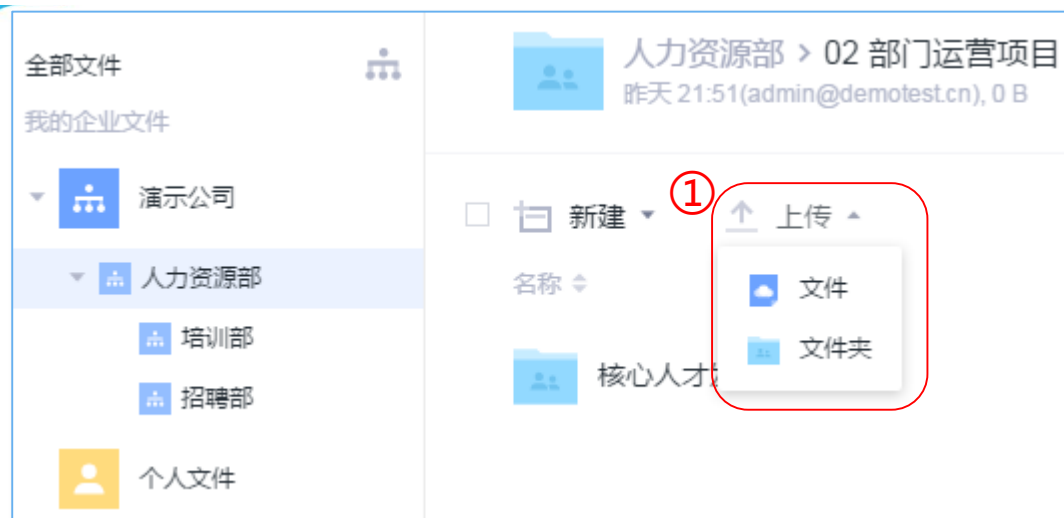 全部文件
我的企业文件
演示公司
人力资源部
培训部
招聘部
个人文件
人力资源部 > 02 部门运营项目
昨天 21:51(admin@demotest.cn), 0 B
新建
①
上传
名称
文件
文件夹
核心人才